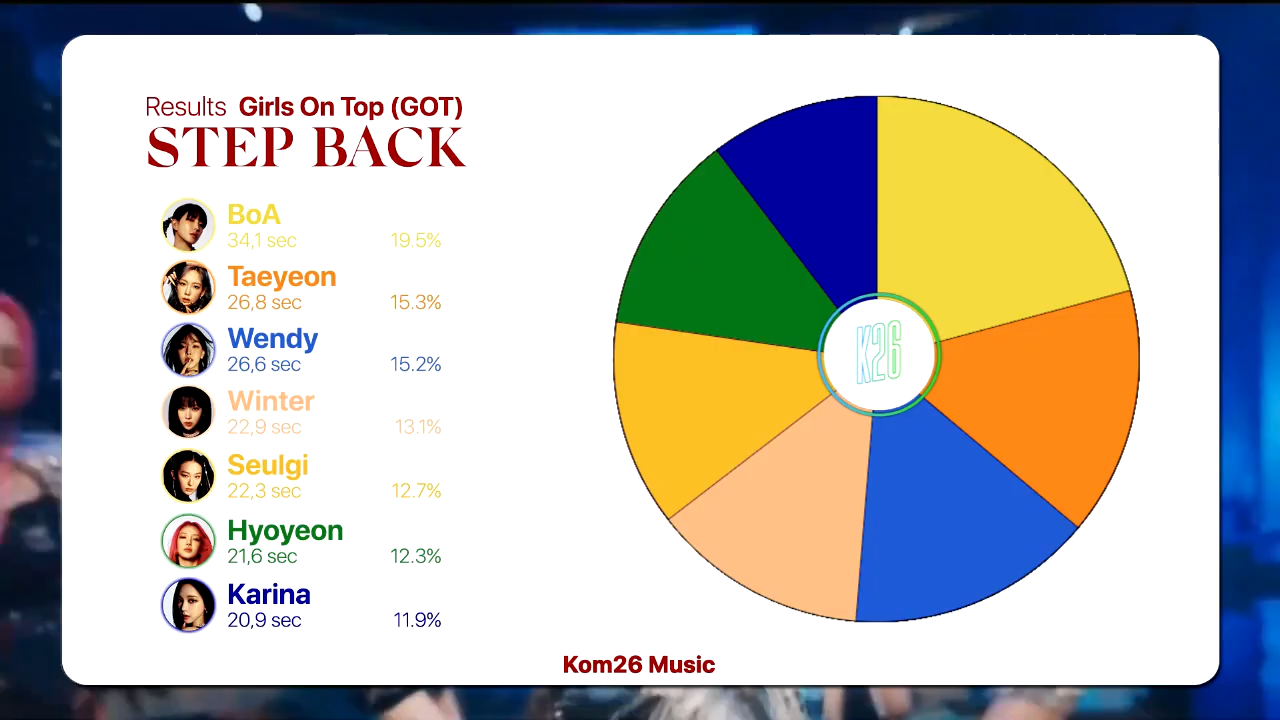 Results Girls On Top (GOT)
STEP BACK
BoA
34,1 sec 19.5%
Taeyeon
26,8 sec 15.3%
Wendy
26,6 sec 15.2%
Winter
22,9 sec 13.1%
Seulgi
22,3 sec 12.7%
Hyoyeon
21,6 sec 12.3%
Karina
20,9 sec 11.9%
K26
Kom26 Music